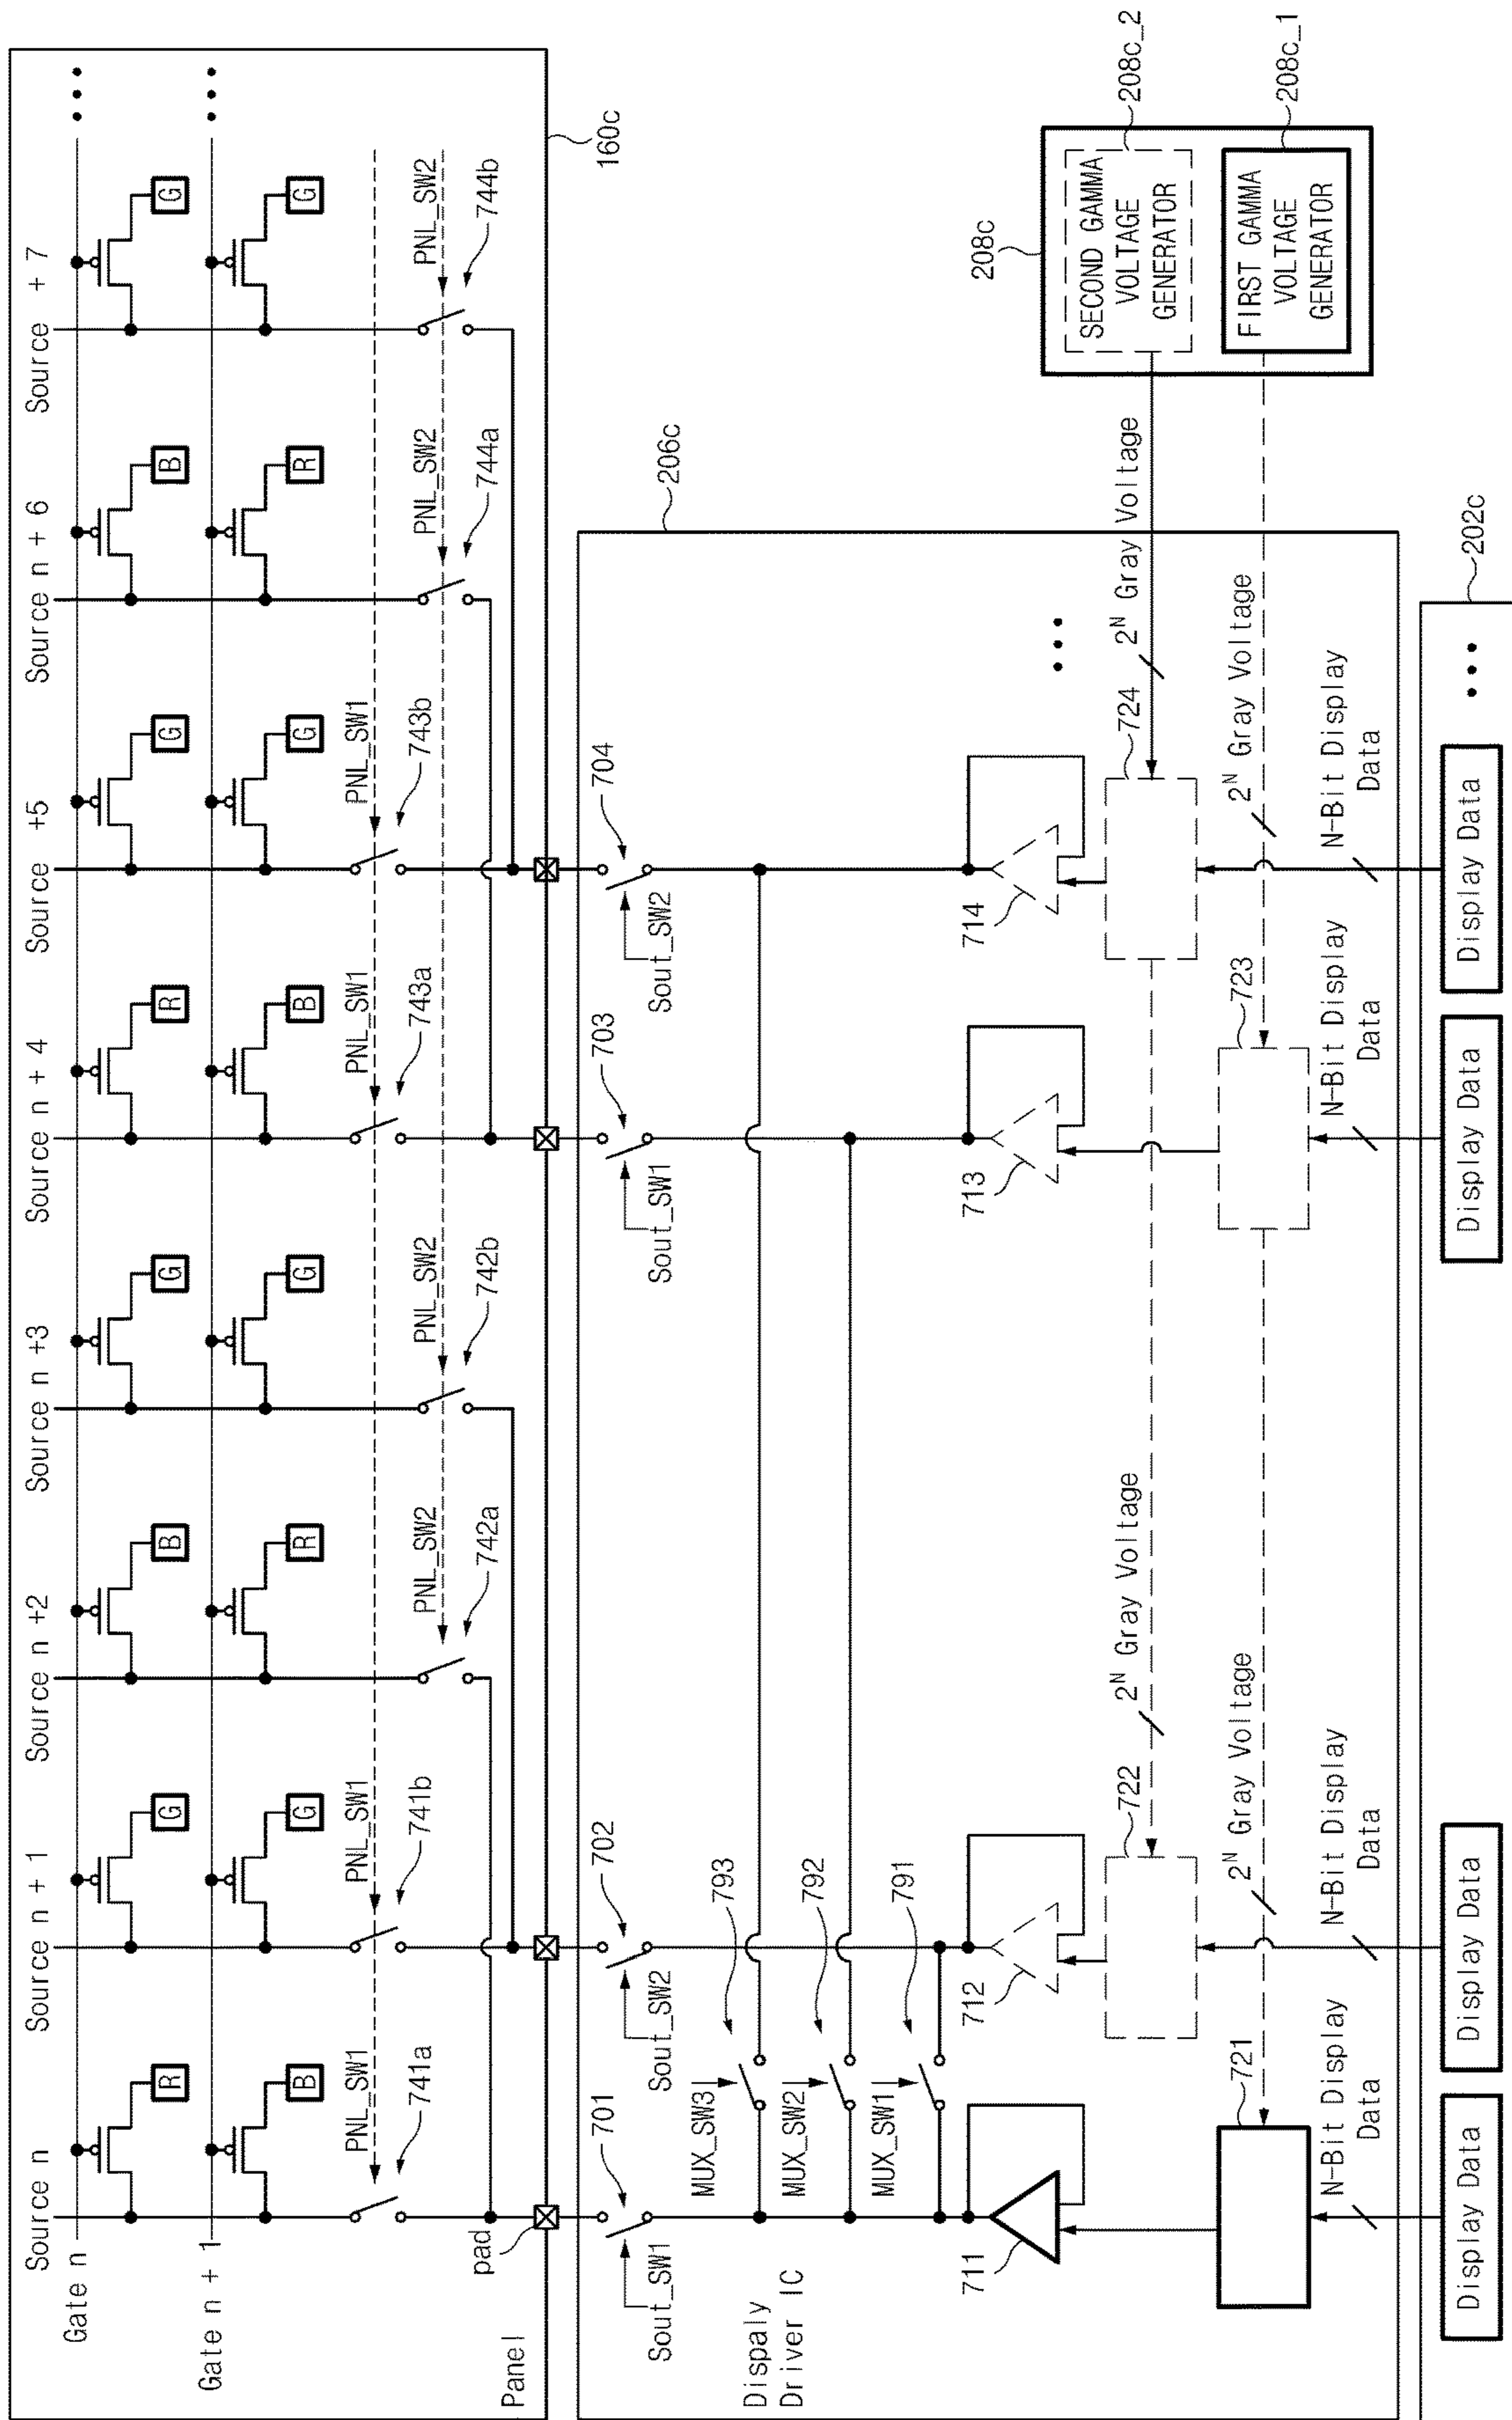 Source n
Source n + 1
Source n +2
Source n +3
Source n + 4
Source +5
Source n + 6
Source + 7
Gate n
R
G
B
G
R
G
B
G
•••
Gate n + 1
B
G
R
G
B
G
R
G
•••
PNL_SW1
PNL_SW1
PNL_SW1
PNL_SW1
PNL_SW2
PNL_SW2
PNL_SW2
PNL_SW2
741a
741b
742a
742b
743a
743b
744a
744b
pad
Panel
160c
701
702
703
704
Sout_SW1
Sout_SW2
Sout_SW1
Sout_SW2
206c
Dispaly
Driver IC
MUX_SW3
793
MUX_SW2
792
MUX_SW1
791
711
712
713
714
•••
208c
SECOND GAMMA
VOLTAGE
GENERATOR
208c_2
FIRST GAMMA
VOLTAGE
GENERATOR
208c_1
722
2N Gray Voltage
724
2N Gray Voltage
721
2N Gray Voltage
723
2N Gray Voltage
N-Bit Display
Data
N-Bit Display
Data
N-Bit Display
Data
N-Bit Display
Data
202c
Display Data
Display Data
Display Data
Display Data
•••